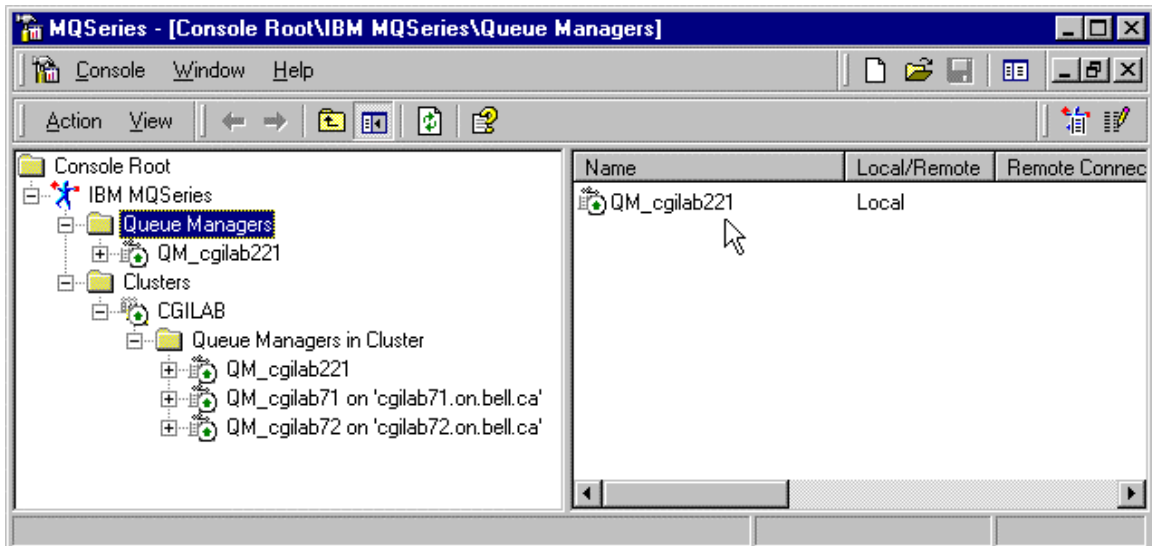 MQSeries - [Console Root\IBM MQSeries\Queue Managers]
Console Window Help
Action View
Console Root
IBM MQSeries
Queue Managers
QM_cgilab221
Clusters
CGILAB
Queue Managers in Cluster
QM_cgilab221
QM_cgilab71 on 'cgilab71.on.bell.ca'
QM_cgilab72 on 'cgilab72.on.bell.ca'
Name Local/Remote Remote Connec
QM_cgilab221 Local